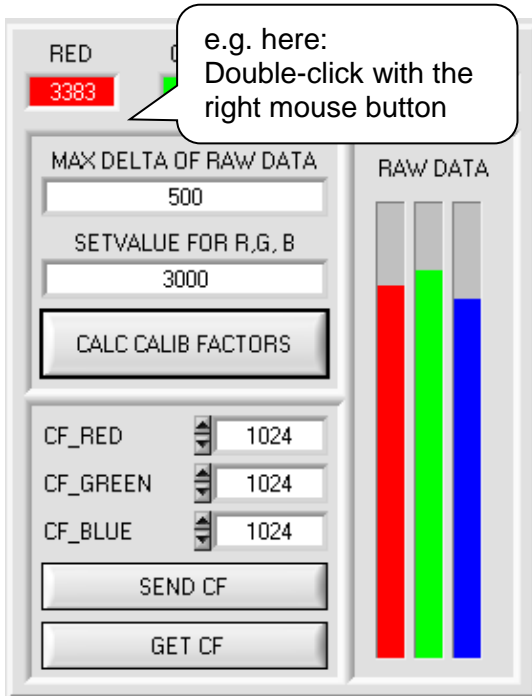 RED
e.g. here:
Double-click with the
right mouse button
3383
MAX DELTA OF RAW DATA
500
SETVALUE FOR R,G, B
3000
CALC CALIB FACTORS
RAW DATA
CF_RED 1024
CF_GREEN 1024
CF_BLUE 1024
SEND CF
GET CF